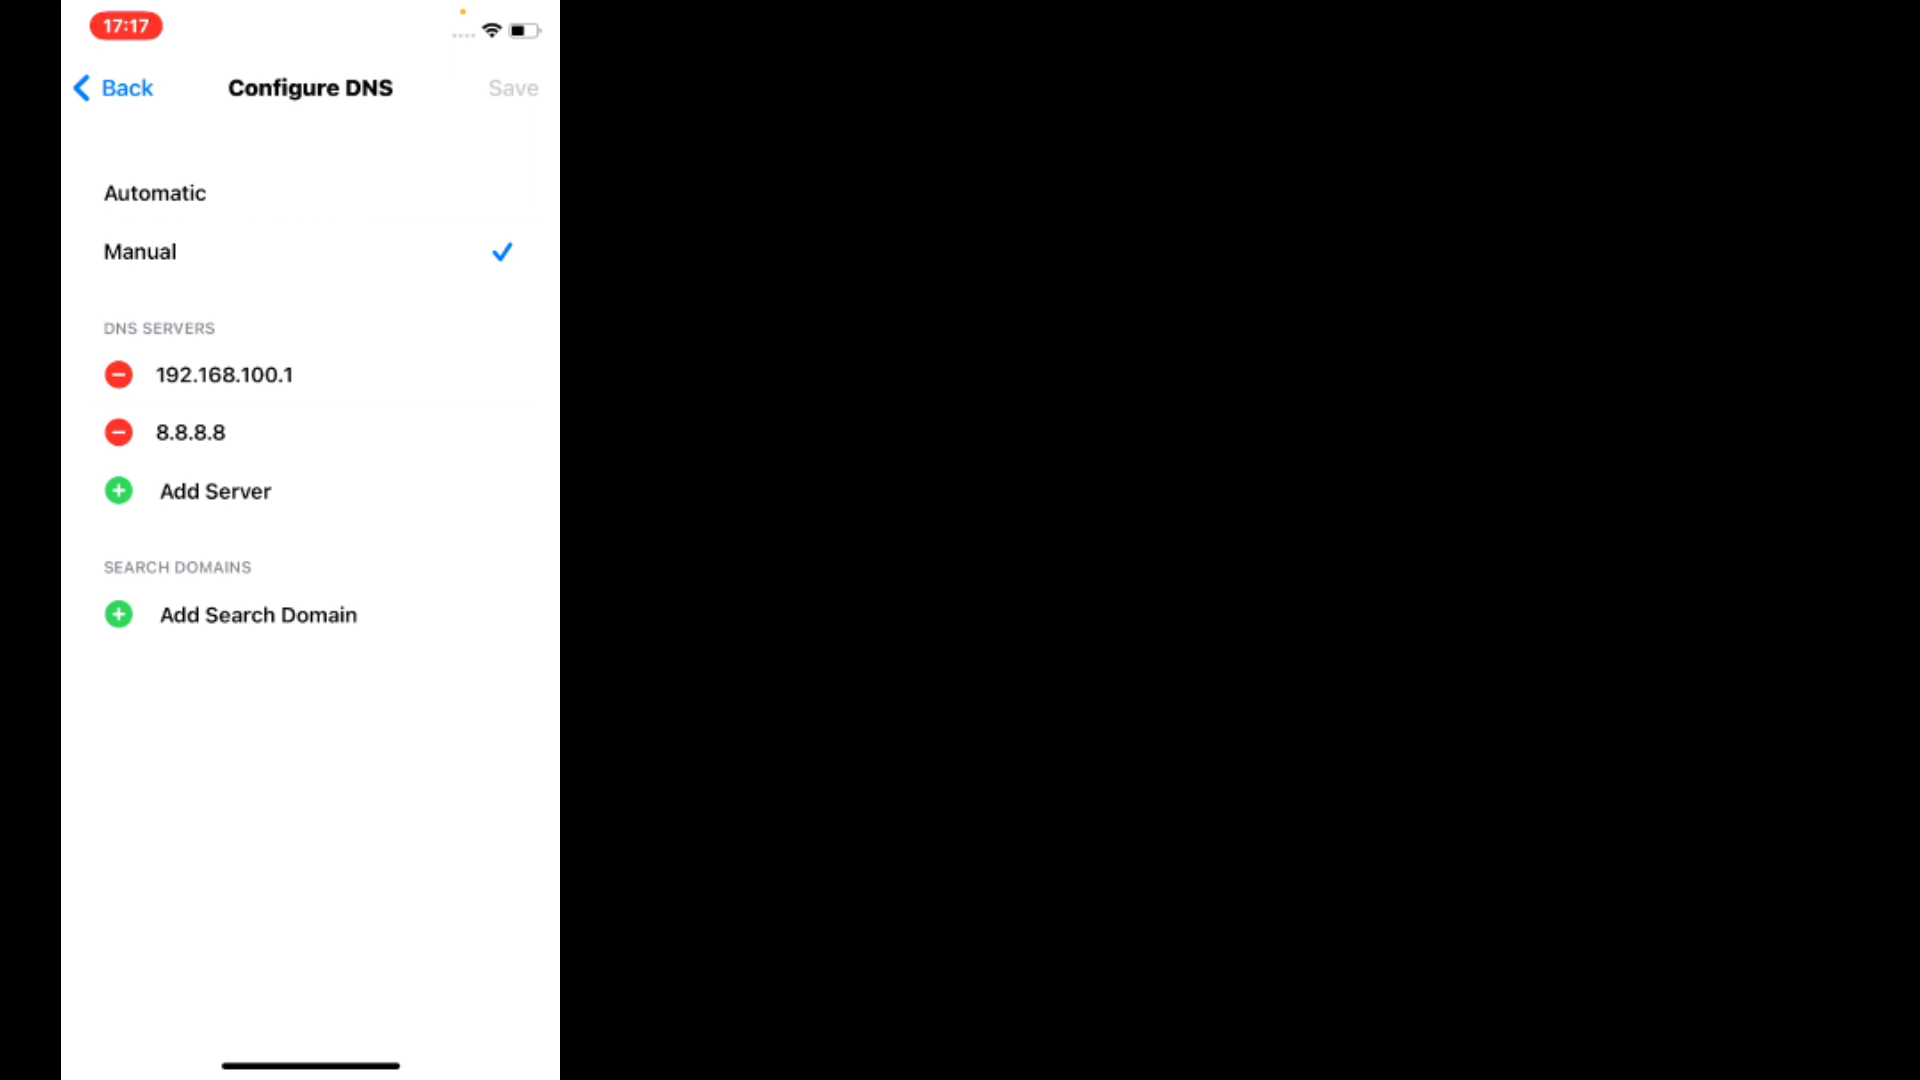 17:17
Back Configure DNS Save
Automatic
Manual
DNS SERVERS
192.168.100.1
8.8.8.8
Add Server
SEARCH DOMAINS
Add Search Domain